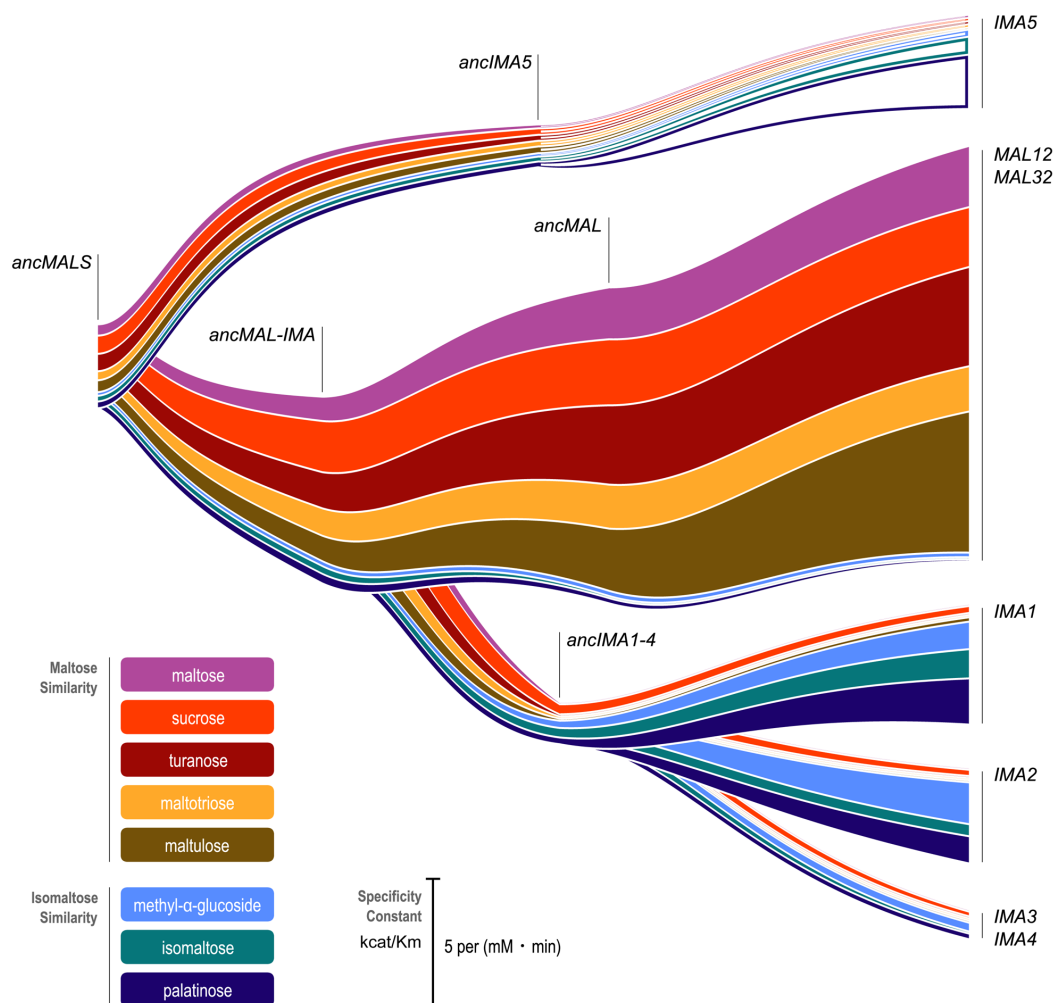 IMA5
ancIMA5
MAL12
MAL32
ancMAL
ancMALS
ancMAL-IMA
IMA1
ancIMA1-4
Maltose
Similarity
maltose
sucrose
turanose
maltotriose
maltulose
IMA2
Isomaltose
Similarity
methyl-α-glucoside
isomaltose
palatinose
Specificity
Constant
kcat/Km
5 per (mM · min)
IMA3
IMA4